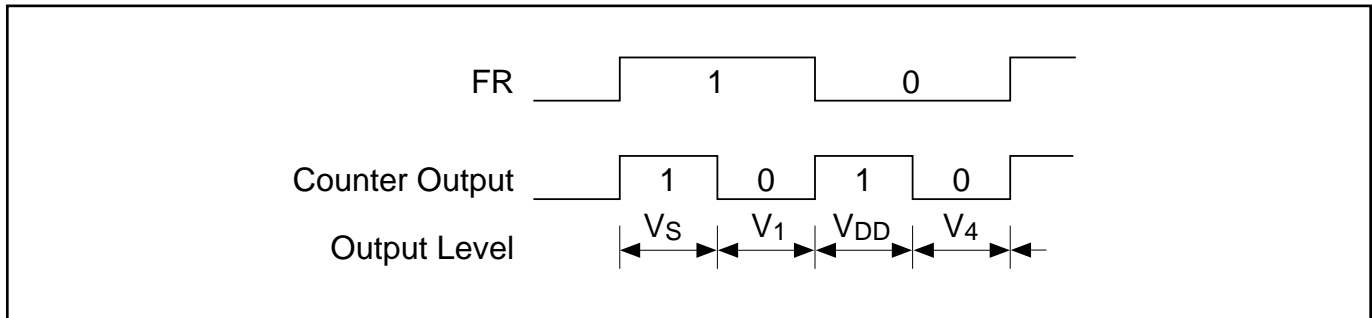 FR 1 0
Counter Output 1 0 1 0
Output Level VS V1 VDD V4